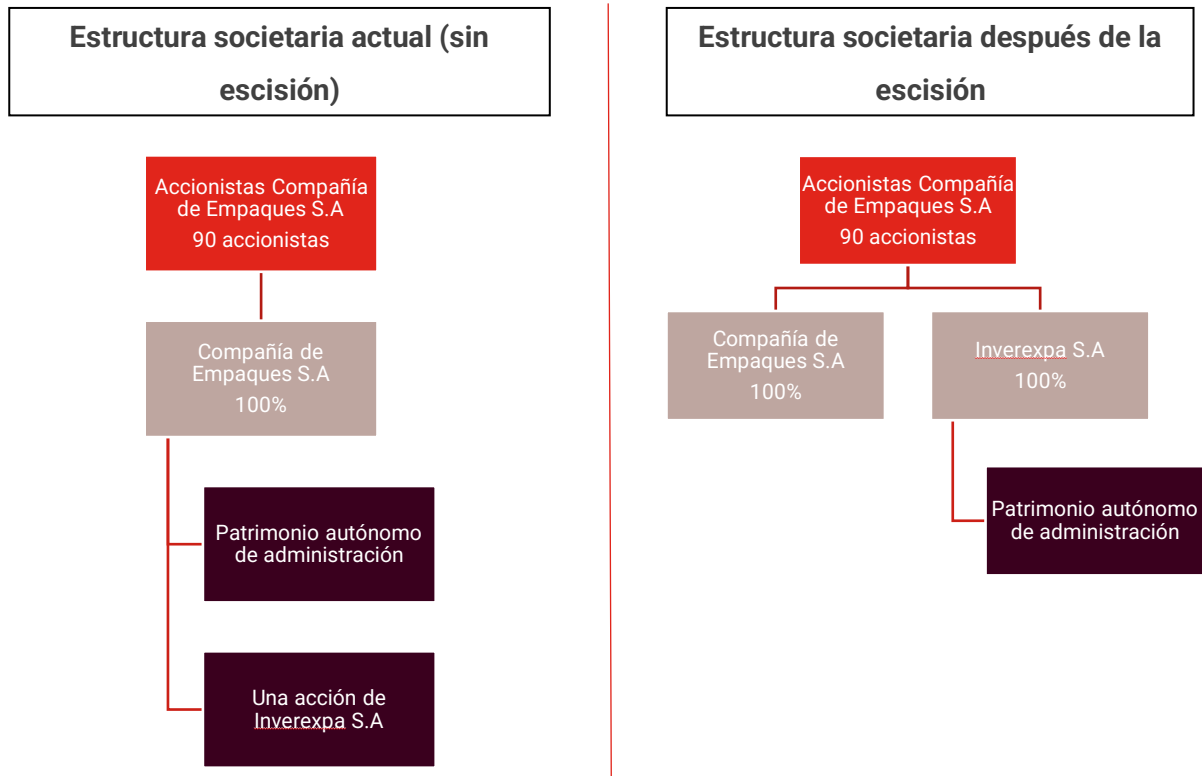 Estructura societaria actual (sin
escisión)
Accionistas Compañía
de Empaques S.A
90 accionistas
Compañía de
Empaques S.A
100%
Patrimonio autónomo
de administración
Una acción de
Inverexpa S.A
Estructura societaria después de la
escisión
Accionistas Compañía
de Empaques S.A
90 accionistas
Compañía de
Empaques S.A
100%
Inverexpa S.A
100%
Patrimonio autónomo
de administración